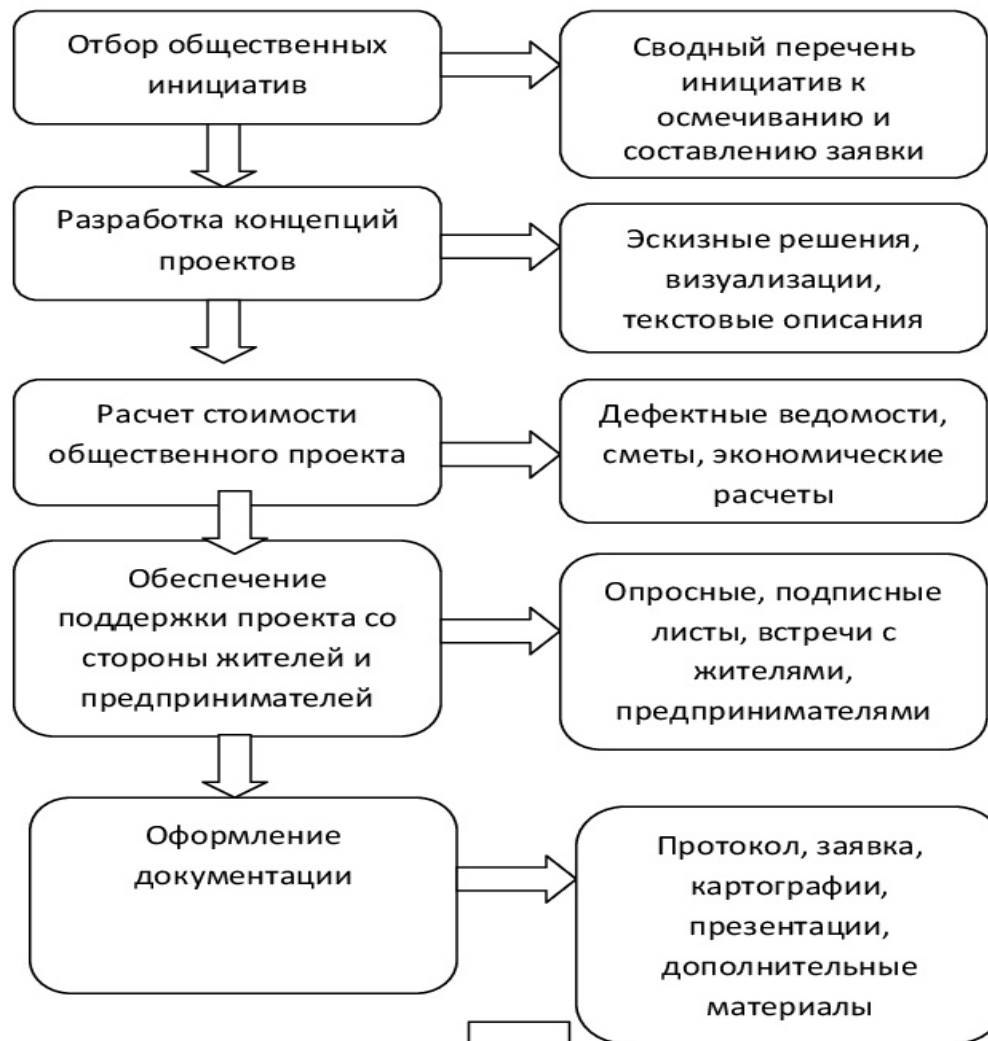 Отбор общественных
инициатив
Сводный перечень
инициатив к
осмечиванию и
составлению заявки
Разработка концепций
проектов
Эскизные решения,
визуализации,
текстовые описания
Расчет стоимости
общественного проекта
Дефектные ведомости,
сметы, экономические
расчеты
Обеспечение
поддержки проекта со
стороны жителей и
предпринимателей
Опросные, подписные
листы, встречи с
жителями,
предпринимателями
Оформление
документации
Протокол, заявка,
картографии,
презентации,
дополнительные
материалы